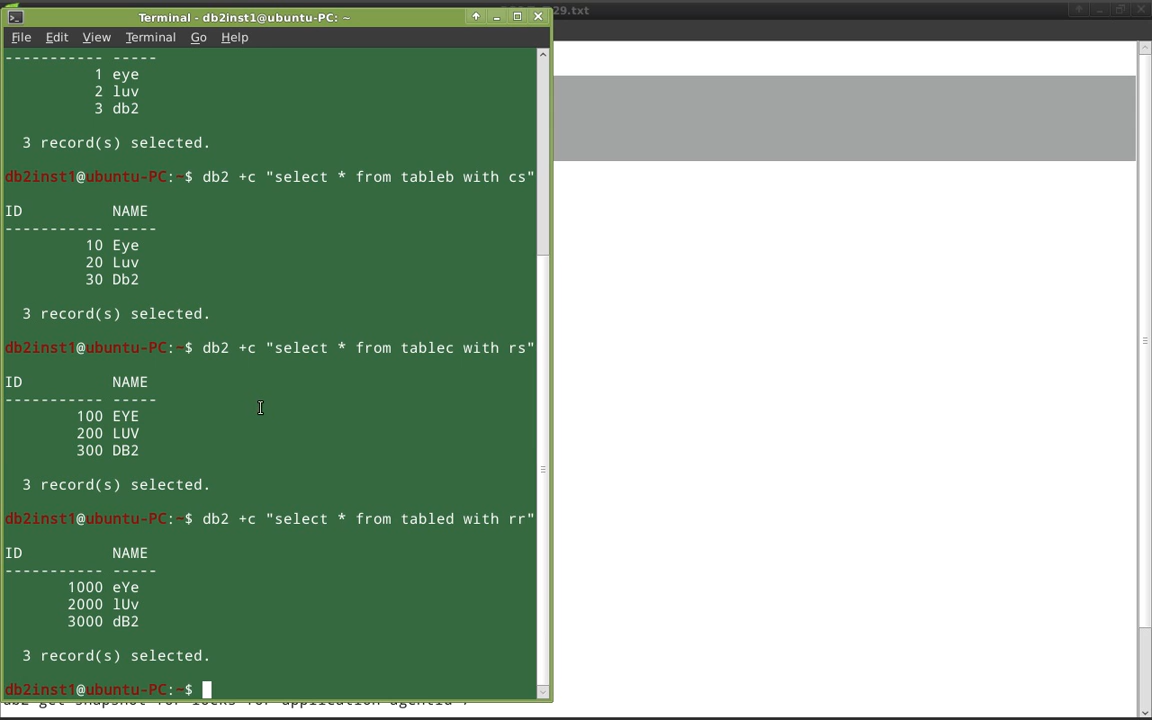 Terminal - db2inst1@ubuntu-PC: ~
29.txt
File Edit View Terminal Go Help
----------- -----
1 eye
2 luv
3 db2
3 record(s) selected.
db2inst1@ubuntu-PC:~$ db2 +c "select * from tableb with cs"
ID NAME
----------- -----
10 Eye
20 Luv
30 Db2
3 record(s) selected.
db2inst1@ubuntu-PC:~$ db2 +c "select * from tablec with rs"
ID NAME
----------- -----
100 EYE
200 LUV
300 DB2
3 record(s) selected.
db2inst1@ubuntu-PC:~$ db2 +c "select * from tabled with rr"
ID NAME
----------- -----
1000 eYe
2000 lUv
3000 dB2
3 record(s) selected.
db2inst1@ubuntu-PC:~$
db2 get snapshot for locks for application agentid